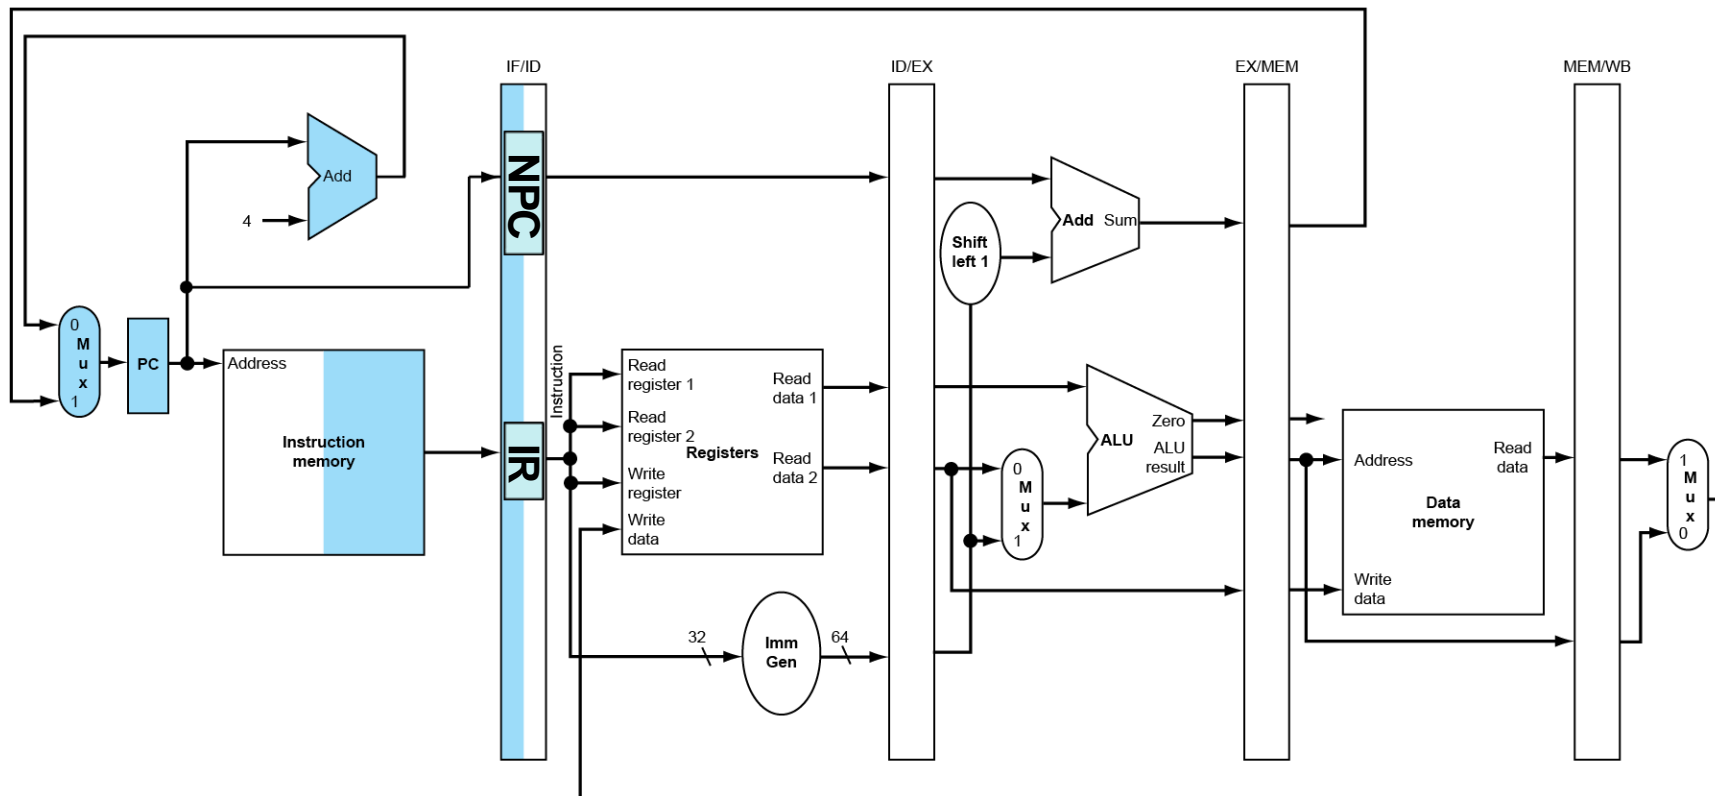 IF/ID
ID/EX
EX/MEM
MEM/WB
Add
4
NPC
Add Sum
Shift
left 1
0
M
u
x
1
PC
Address
Instruction
memory
IR
Instruction
Read
register 1
Read
register 2
Write
register
Write
data
Registers
Read
data 1
Read
data 2
0
M
u
x
1
ALU
Zero
ALU
result
Address
Write
data
Data
memory
Read
data
1
M
u
x
0
32
Imm
Gen
64